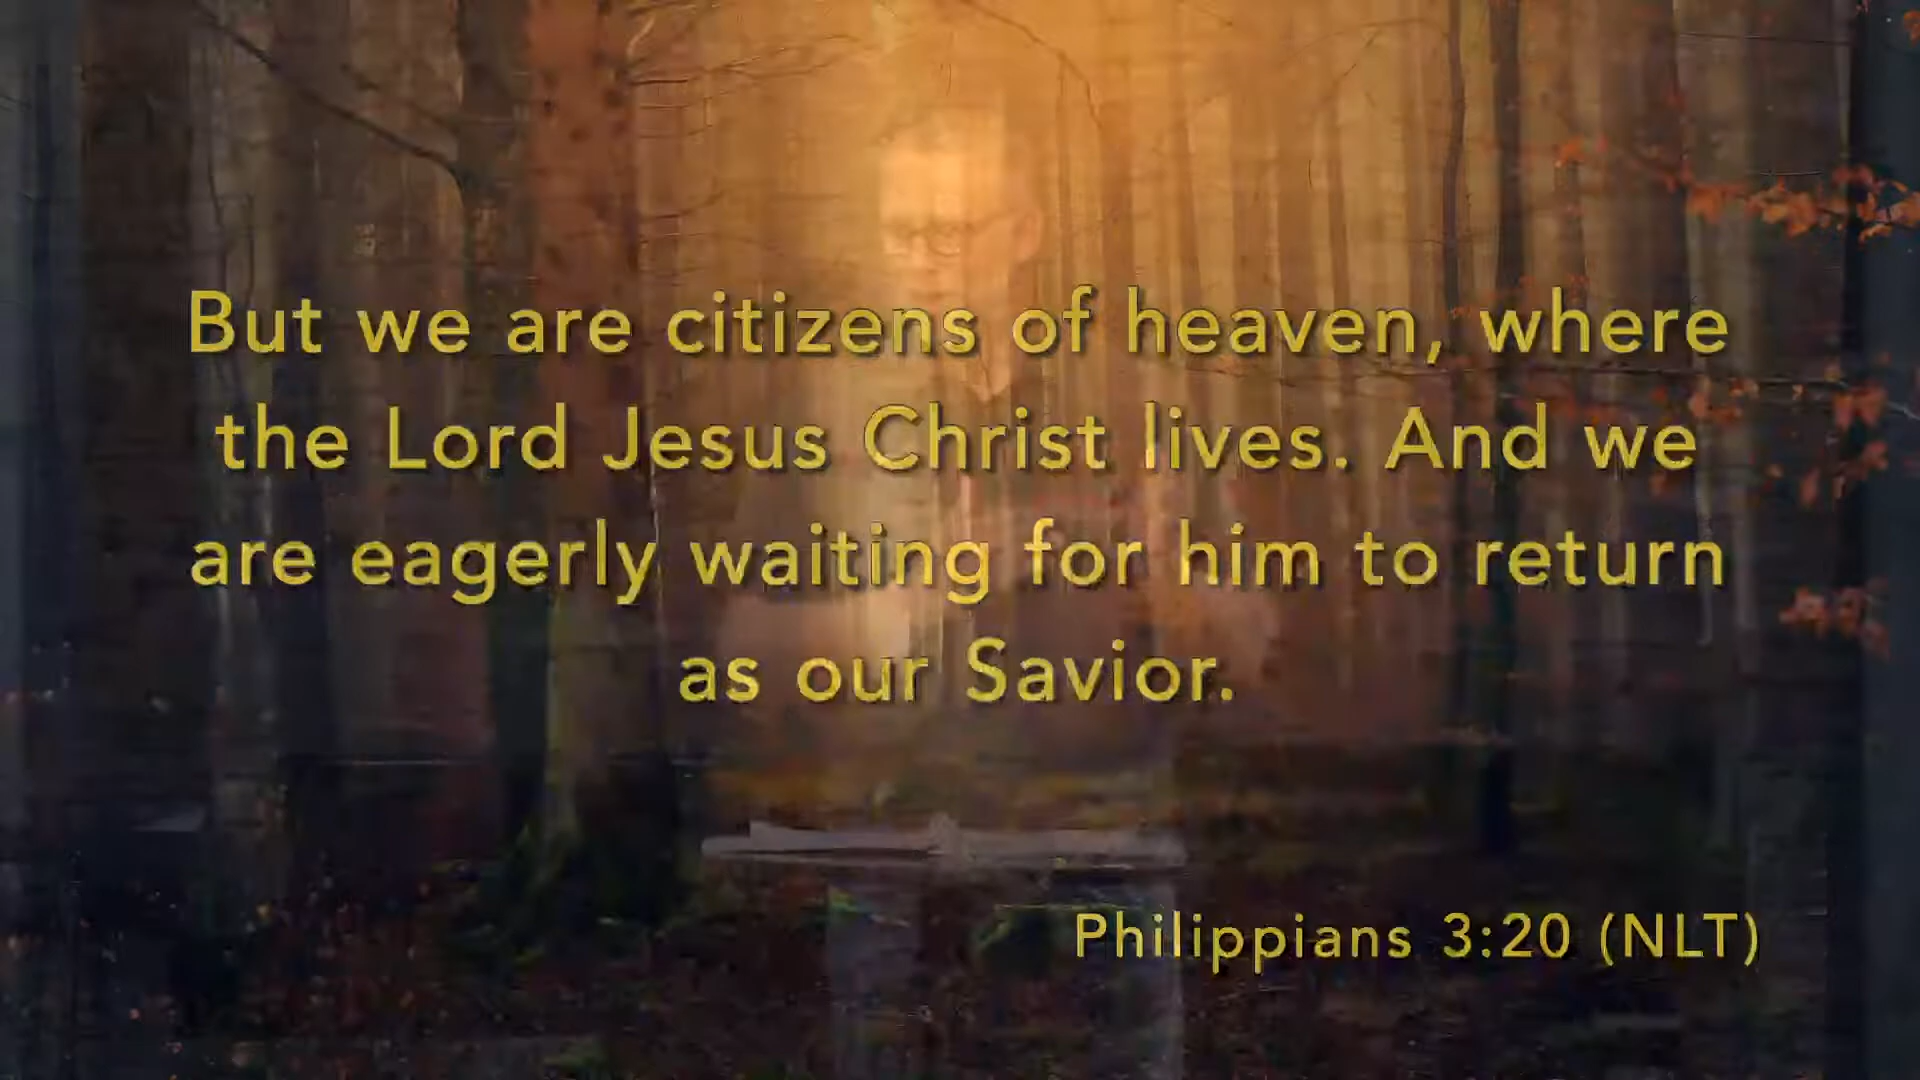 But we are citizens of heaven, where
the Lord Jesus Christ lives. And we
are eagerly waiting for him to return
as our Savior.
Philippians 3:20 (NLT)